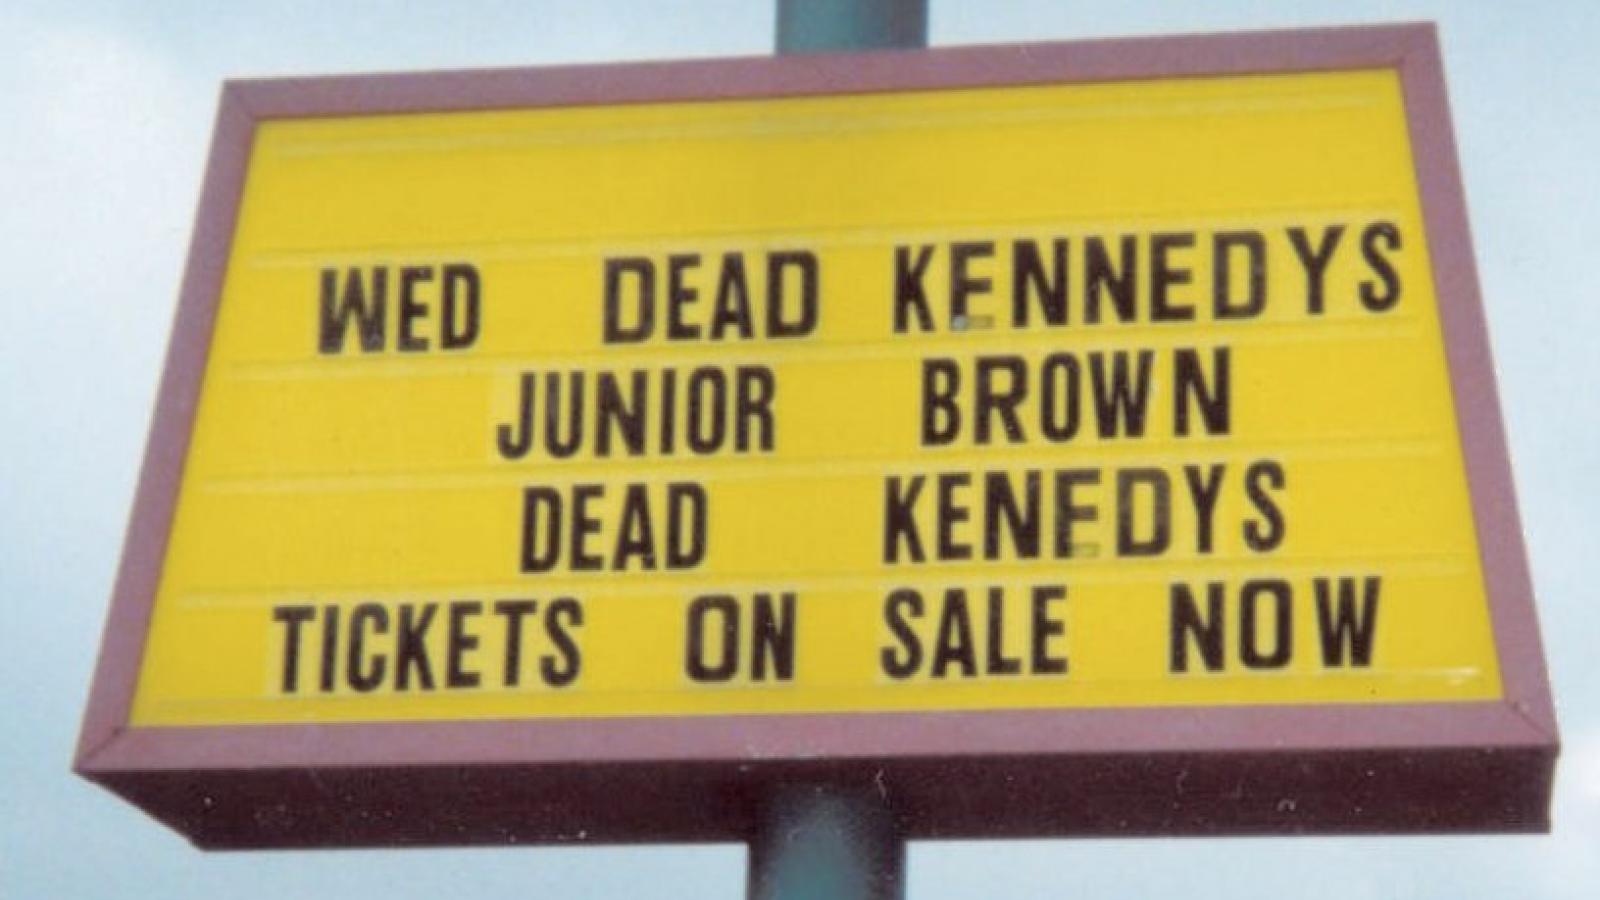 WED DEAD KENNEDYS
JUNIOR BROWN
DEAD KENEDYS
TICKETS ON SALE NOW